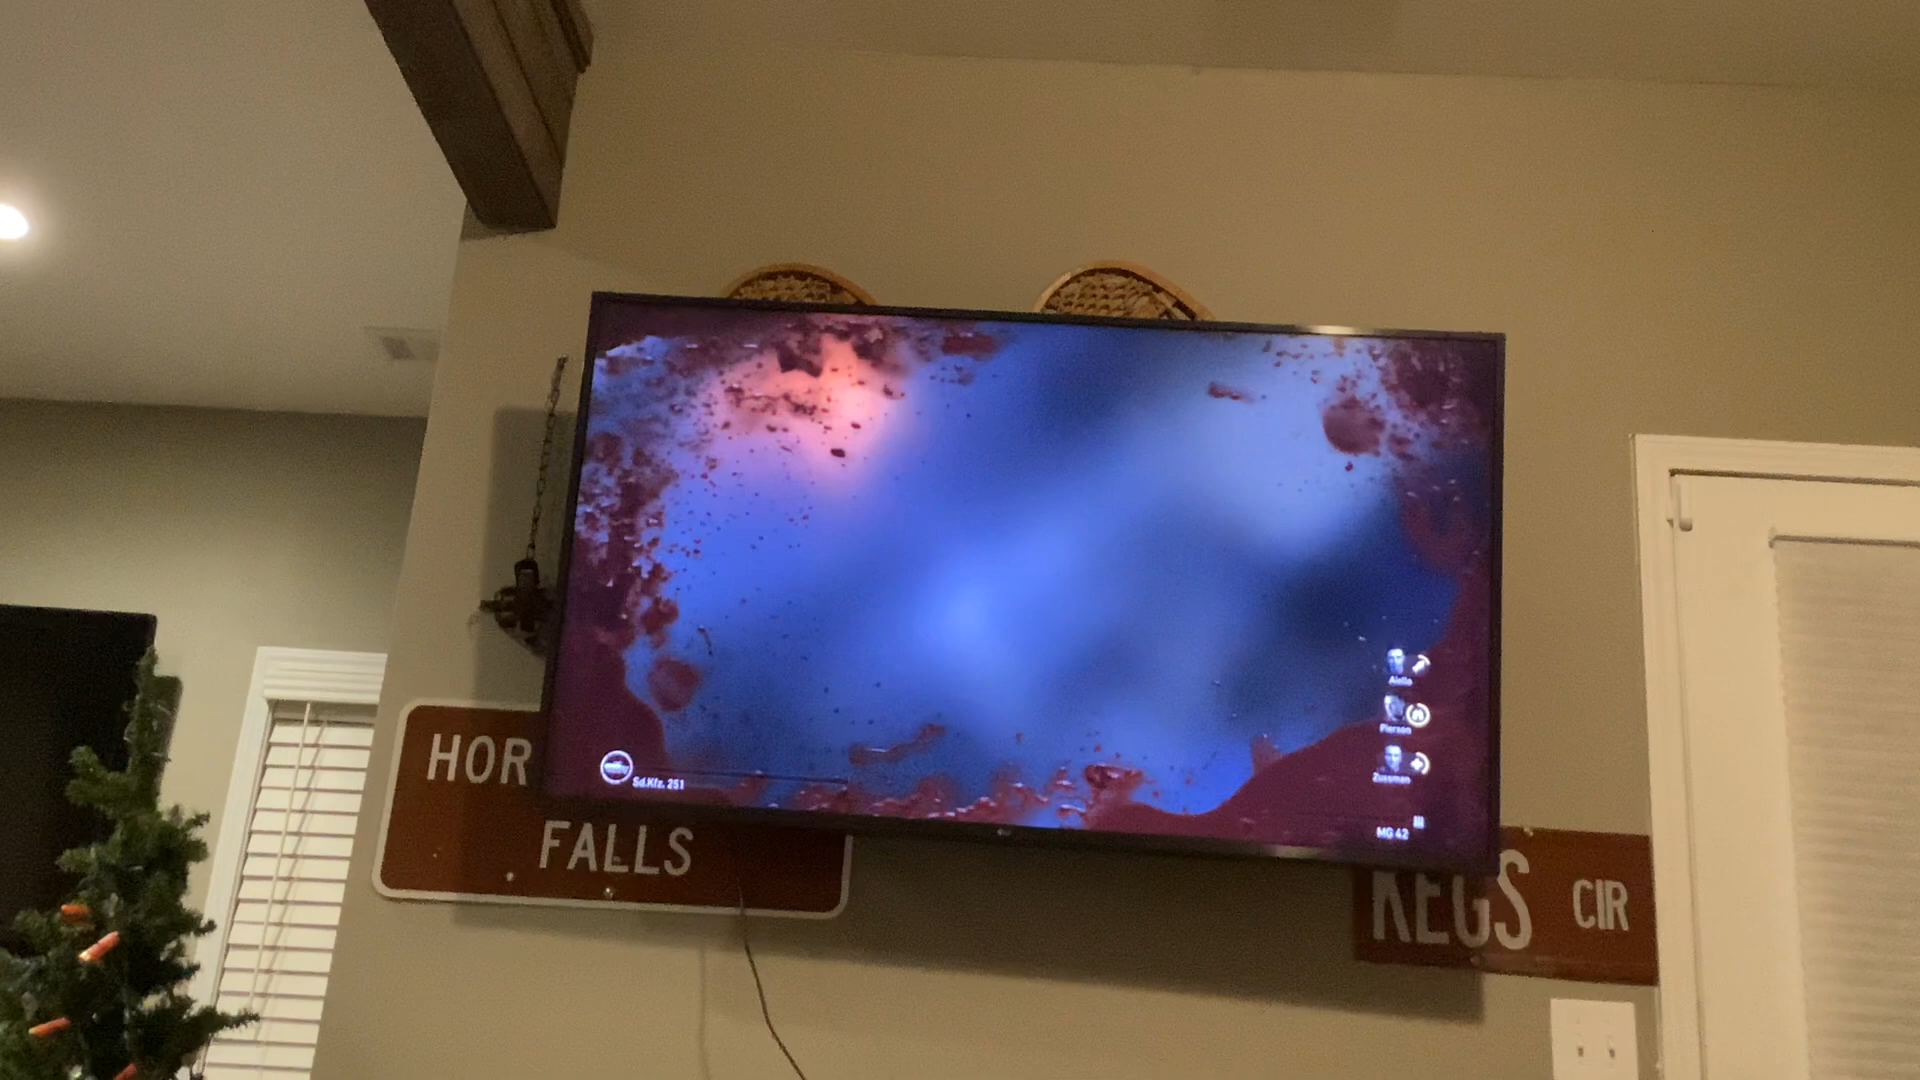 Aiello
Pierson
Zussman
Sd.Kfz. 251
MG 42
HOR
FALLS
KEGS CIR